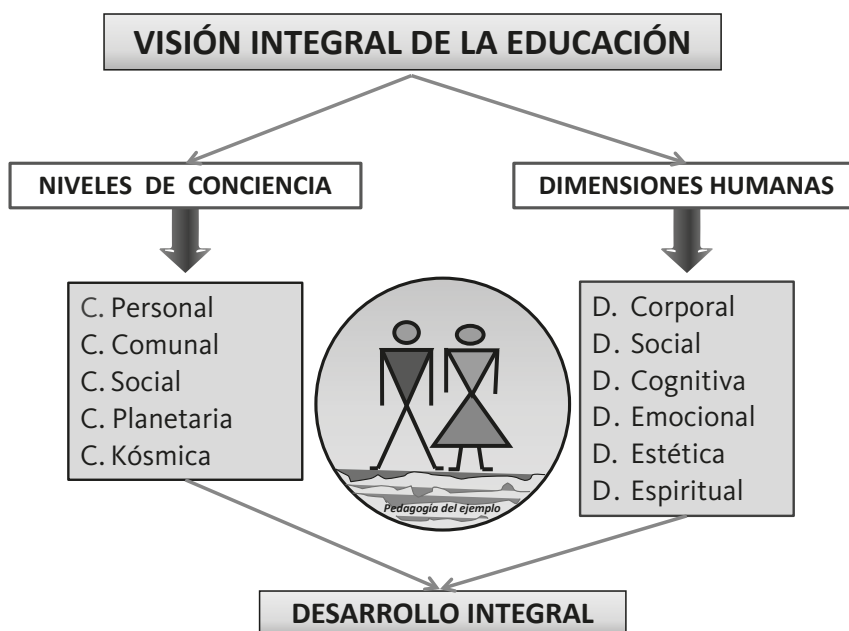 VISIÓN INTEGRAL DE LA EDUCACIÓN
NIVELES DE CONCIENCIA
DIMENSIONES HUMANAS
C. Personal
C. Comunal
C. Social
C. Planetaria
C. Kósmica
Pedagogía del ejemplo
D. Corporal
D. Social
D. Cognitiva
D. Emocional
D. Estética
D. Espiritual
DESARROLLO INTEGRAL